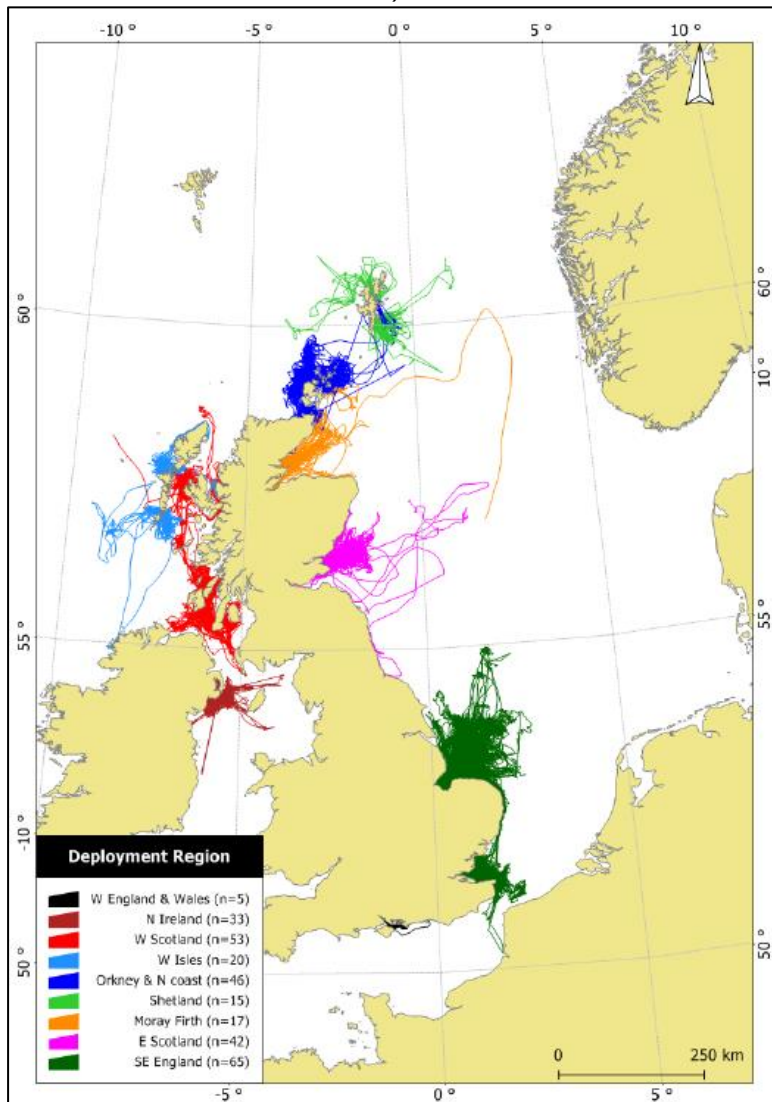 -10 ° -5 ° 0 ° 5 ° 10 °
60 °
60 °
10 °
55 °
55 °
-10 °
50 °
50 °
Deployment Region
W England & Wales (n=5)
N Ireland (n=33)
W Scotland (n=53)
W Isles (n=20)
Orkney & N coast (n=46)
Shetland (n=15)
Moray Firth (n=17)
E Scotland (n=42)
SE England (n=65)
0 250 km
-5 ° 0 ° 5 °